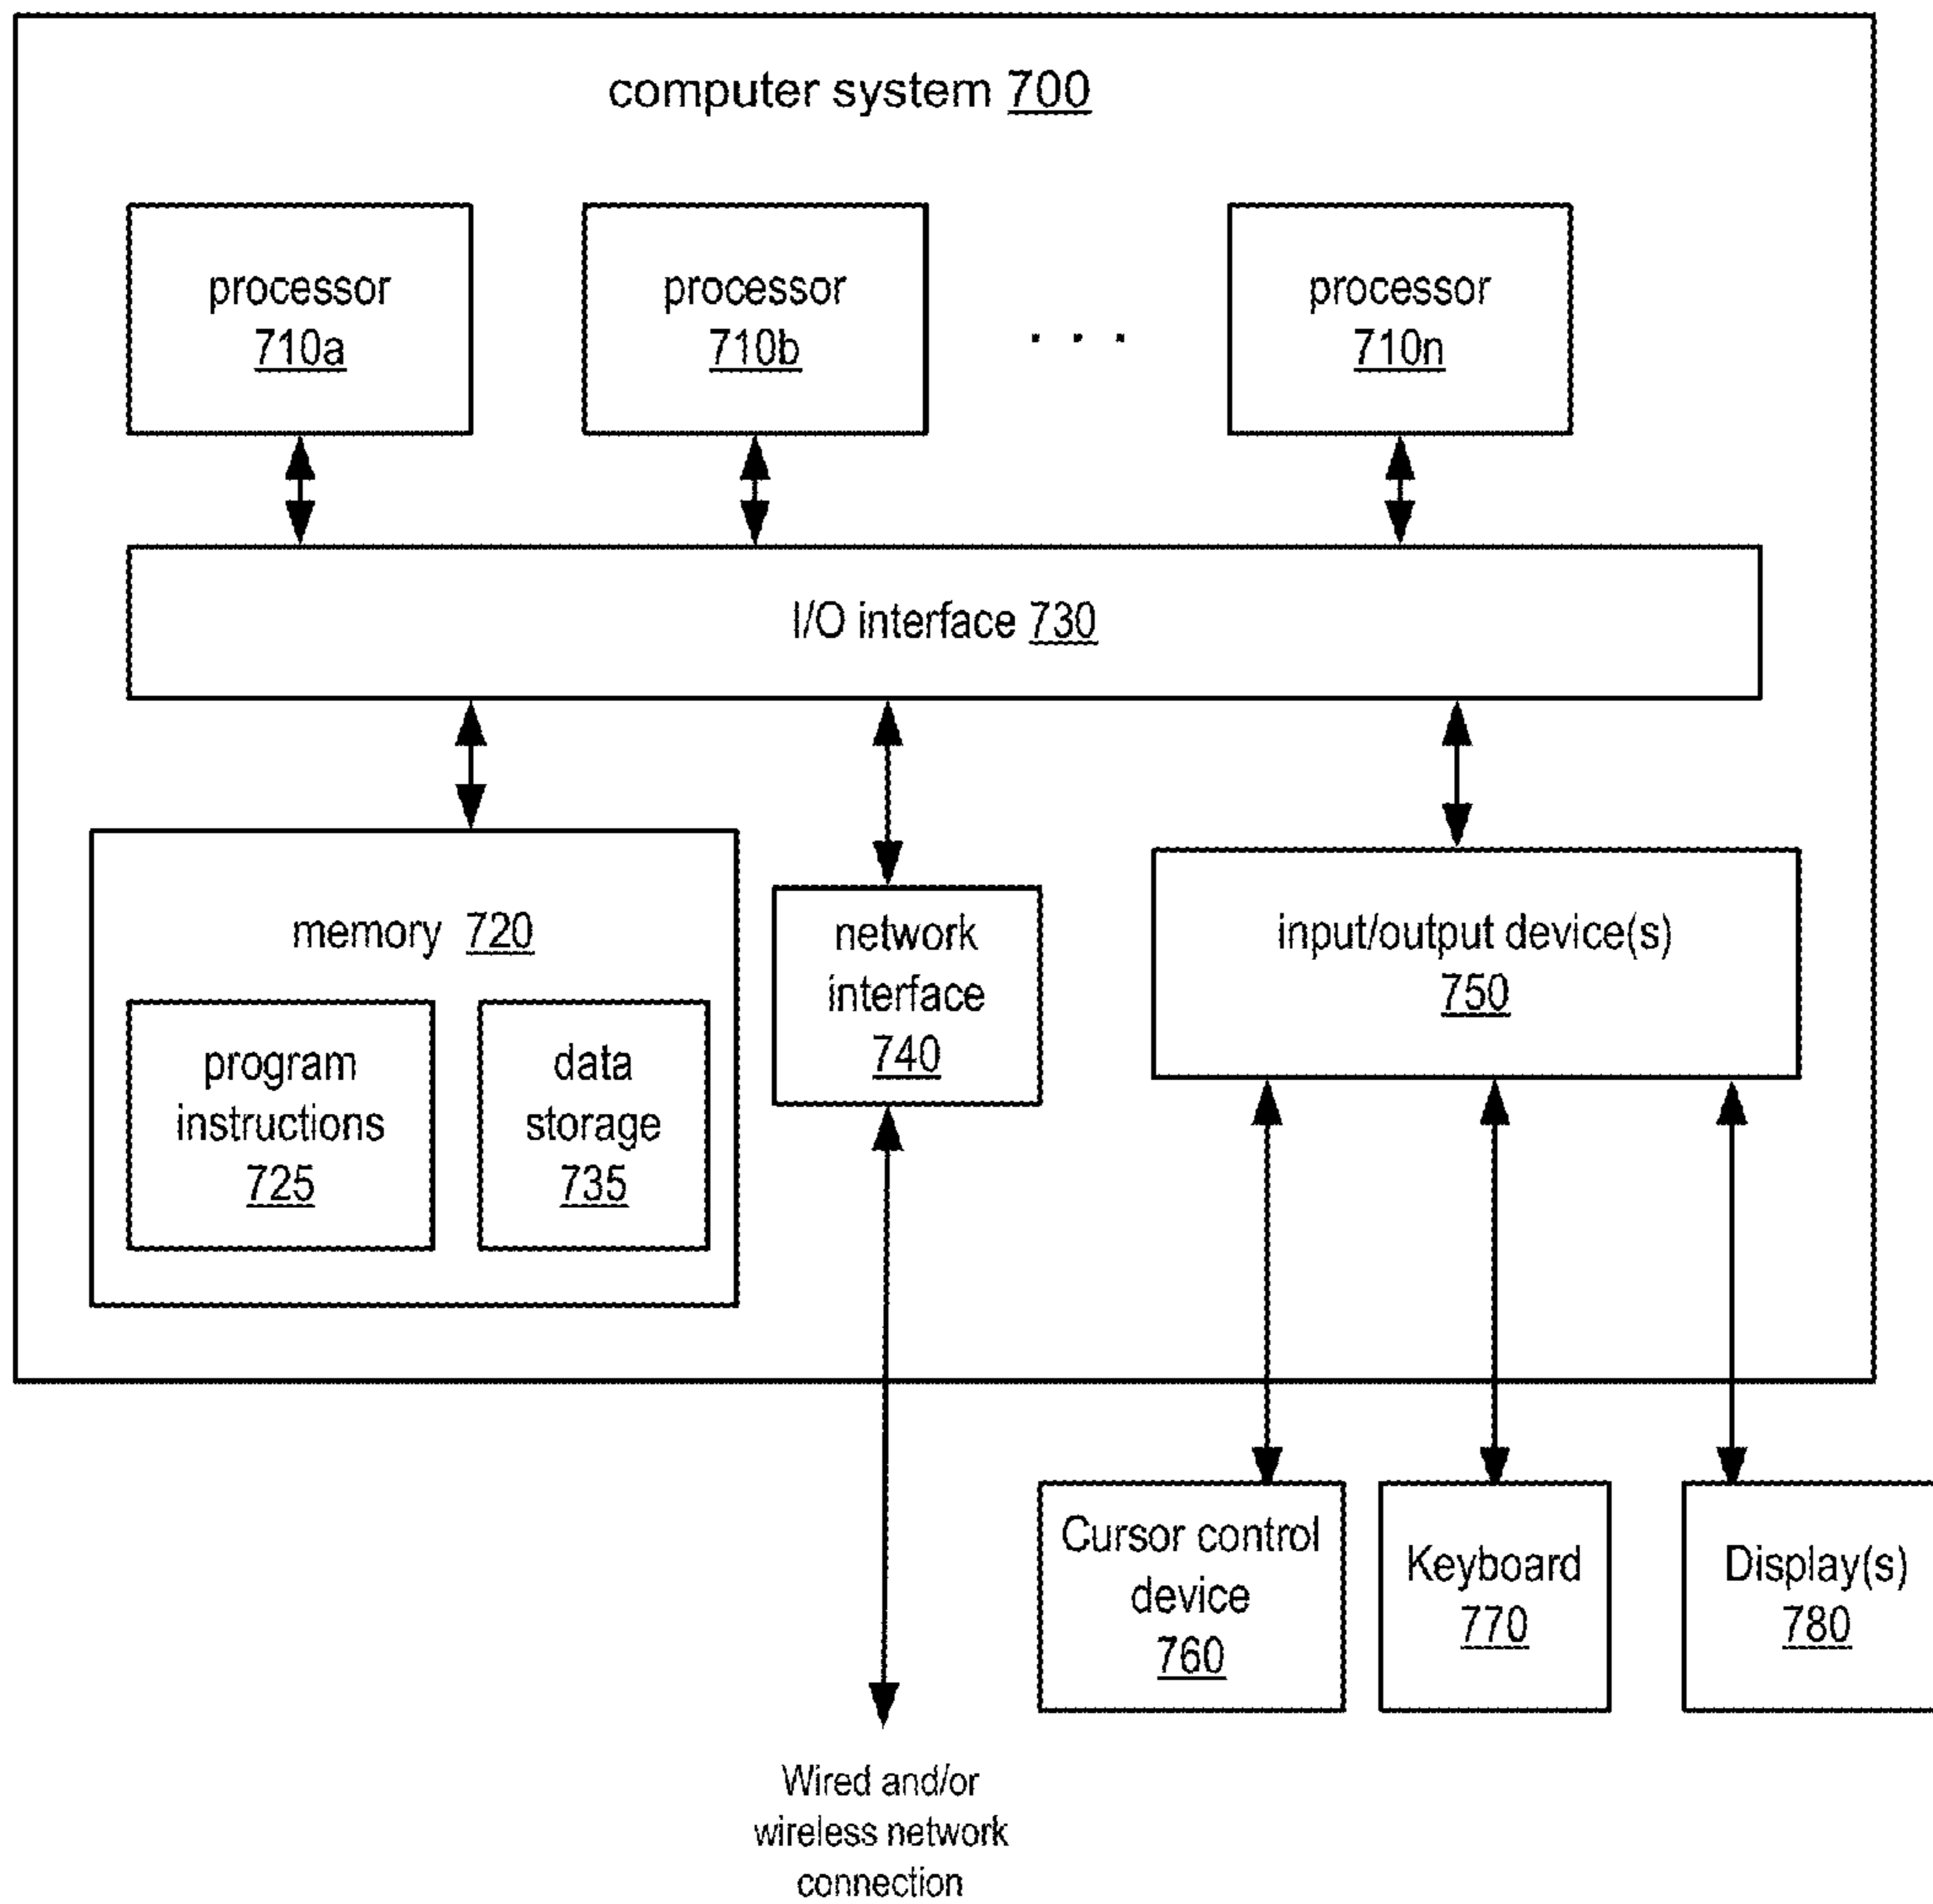 computer system 700
processor
710a
processor
710b
. . .
processor
710n
I/O interface 730
memory 720
program
instructions
725
data
storage
735
network
interface
740
input/output device(s)
750
Cursor control
device
760
Keyboard
770
Display(s)
780
Wired and/or
wireless network
connection